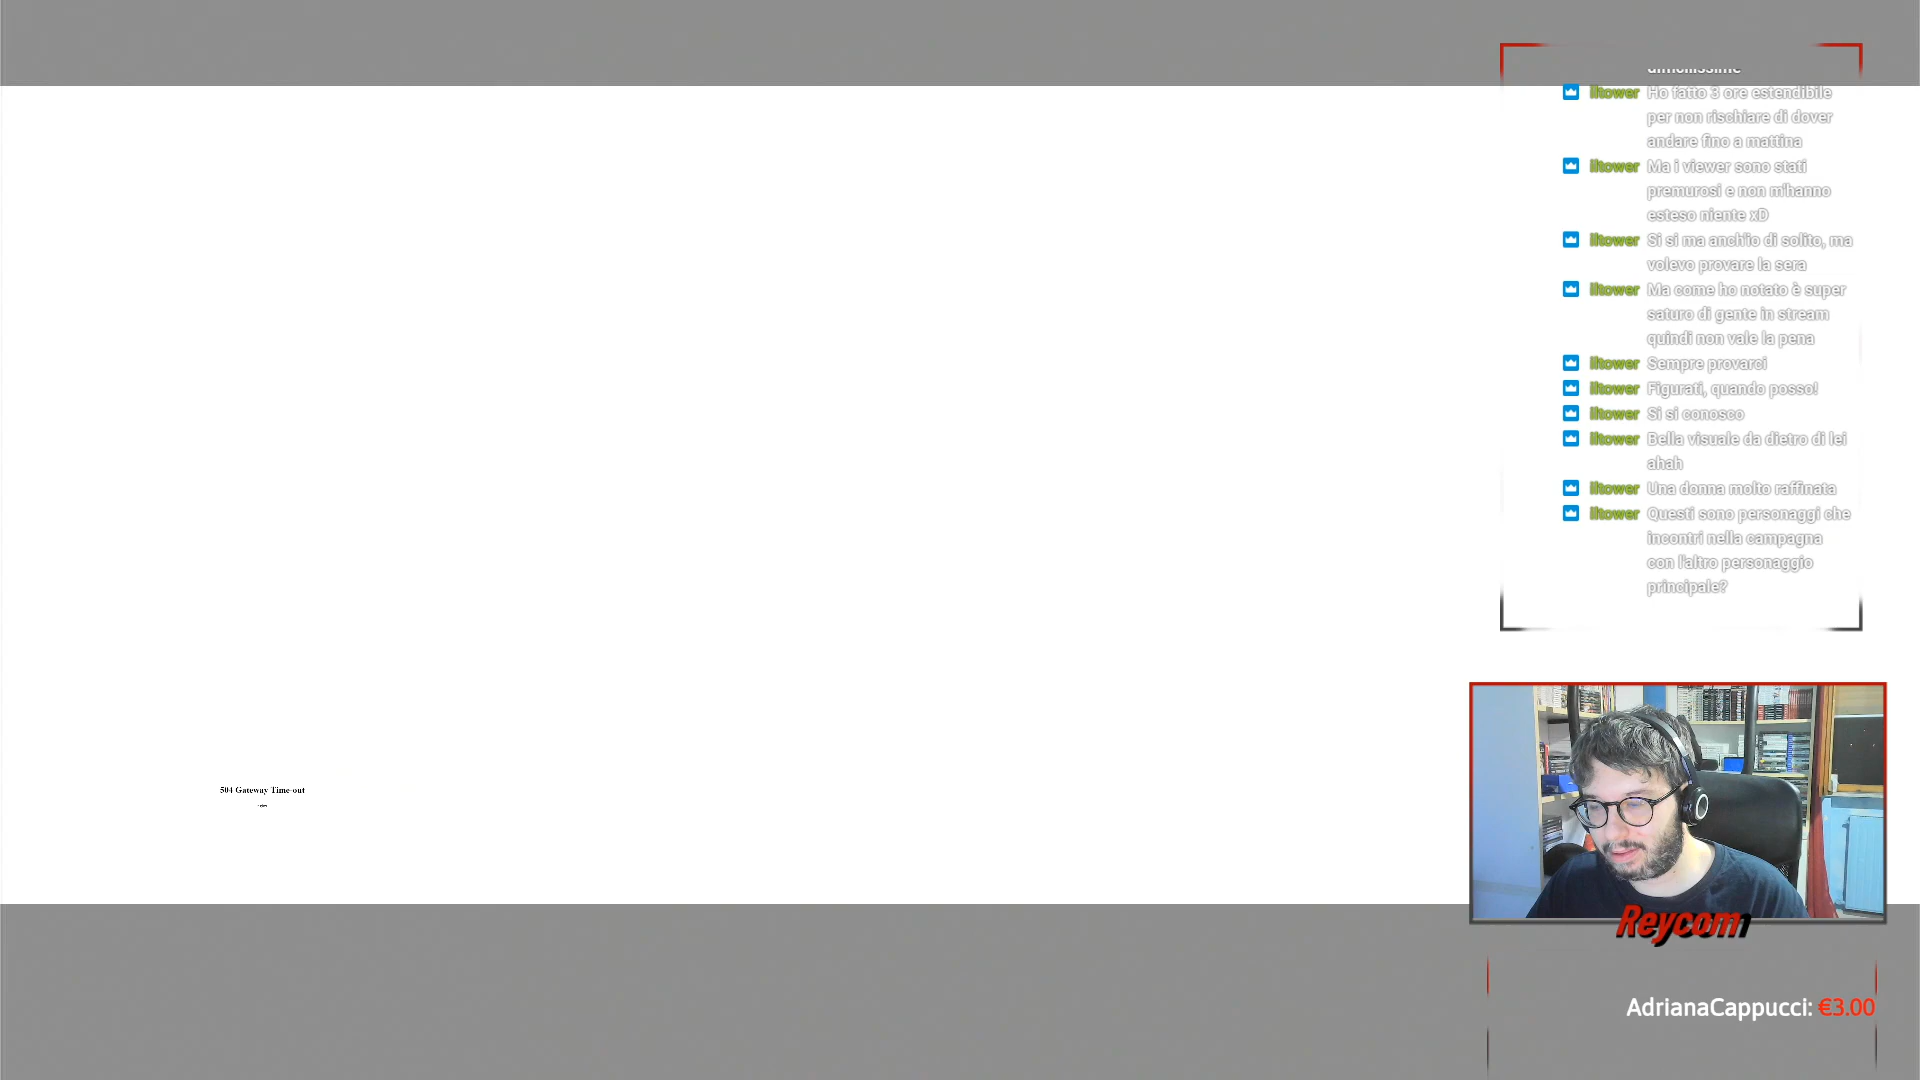 iltower Ho fatto 3 ore estendibile
per non rischiare di dover
andare fino a mattina
iltower Ma i viewer sono stati
premurosi e non m'hanno
esteso niente xD
iltower Si si ma anch'io di solito, ma
volevo provare la sera
iltower Ma come ho notato è super
saturo di gente in stream
quindi non vale la pena
iltower Sempre provarci
iltower Figurati, quando posso!
iltower Si si conosco
iltower Bella visuale da dietro di lei
ahah
iltower Una donna molto raffinata
iltower Questi sono personaggi che
incontri nella campagna
con l'altro personaggio
principale?
504 Gateway Time-out
Reycom
AdrianaCappucci: €3.00